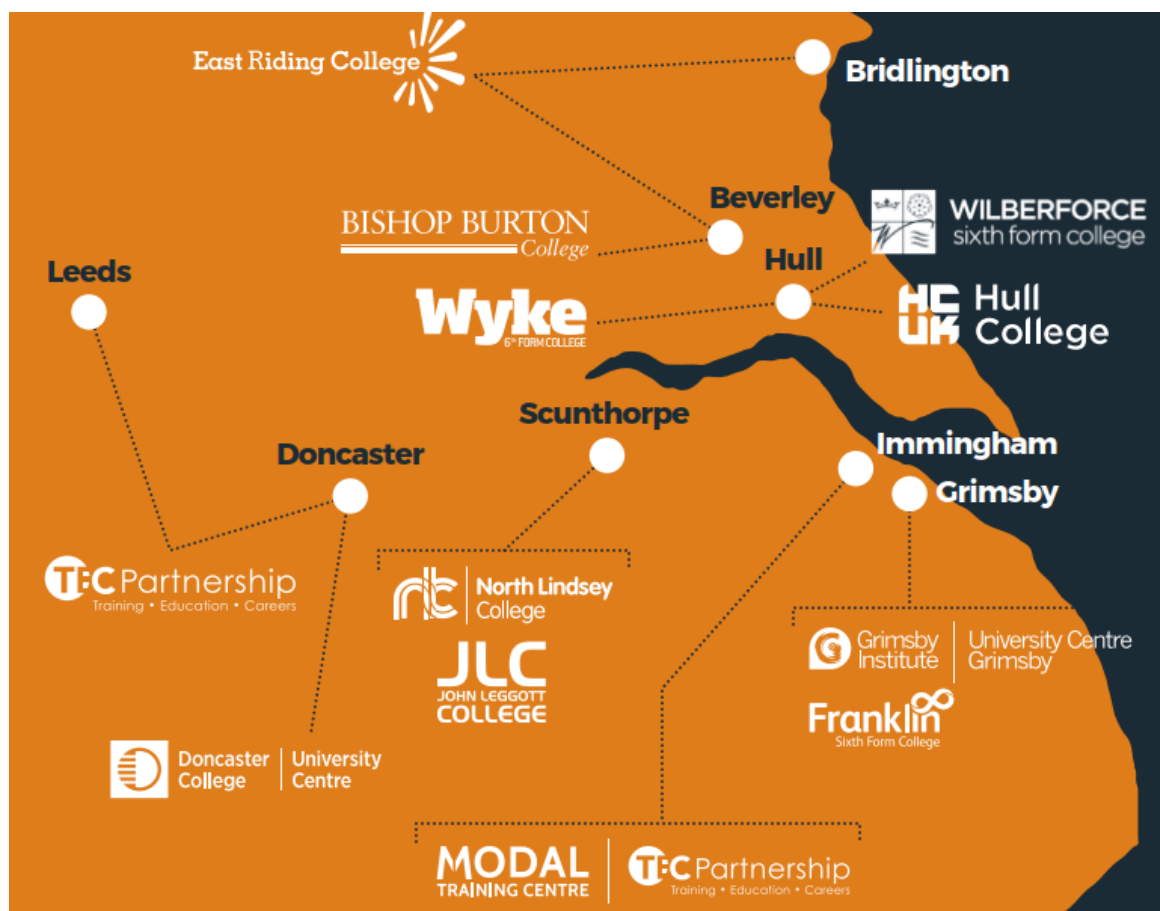 East Riding College
Bridlington
Beverley
WILBERFORCE
sixth form college
BISHOP BURTON
College
Hull
Leeds
Wyke
6TH FORM COLLEGE
HC
UK
Hull
College
Scunthorpe
Immingham
Doncaster
Grimsby
TEC Partnership
Training • Education • Careers
nlc
North Lindsey
College
JLC
JOHN LEGGOTT
COLLEGE
Grimsby
Institute
University Centre
Grimsby
Franklin
Sixth Form College
Doncaster
College
University
Centre
MODAL
TRAINING CENTRE
TEC Partnership
Training • Education • Careers